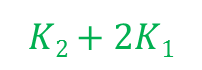 K₂ + 2K₁